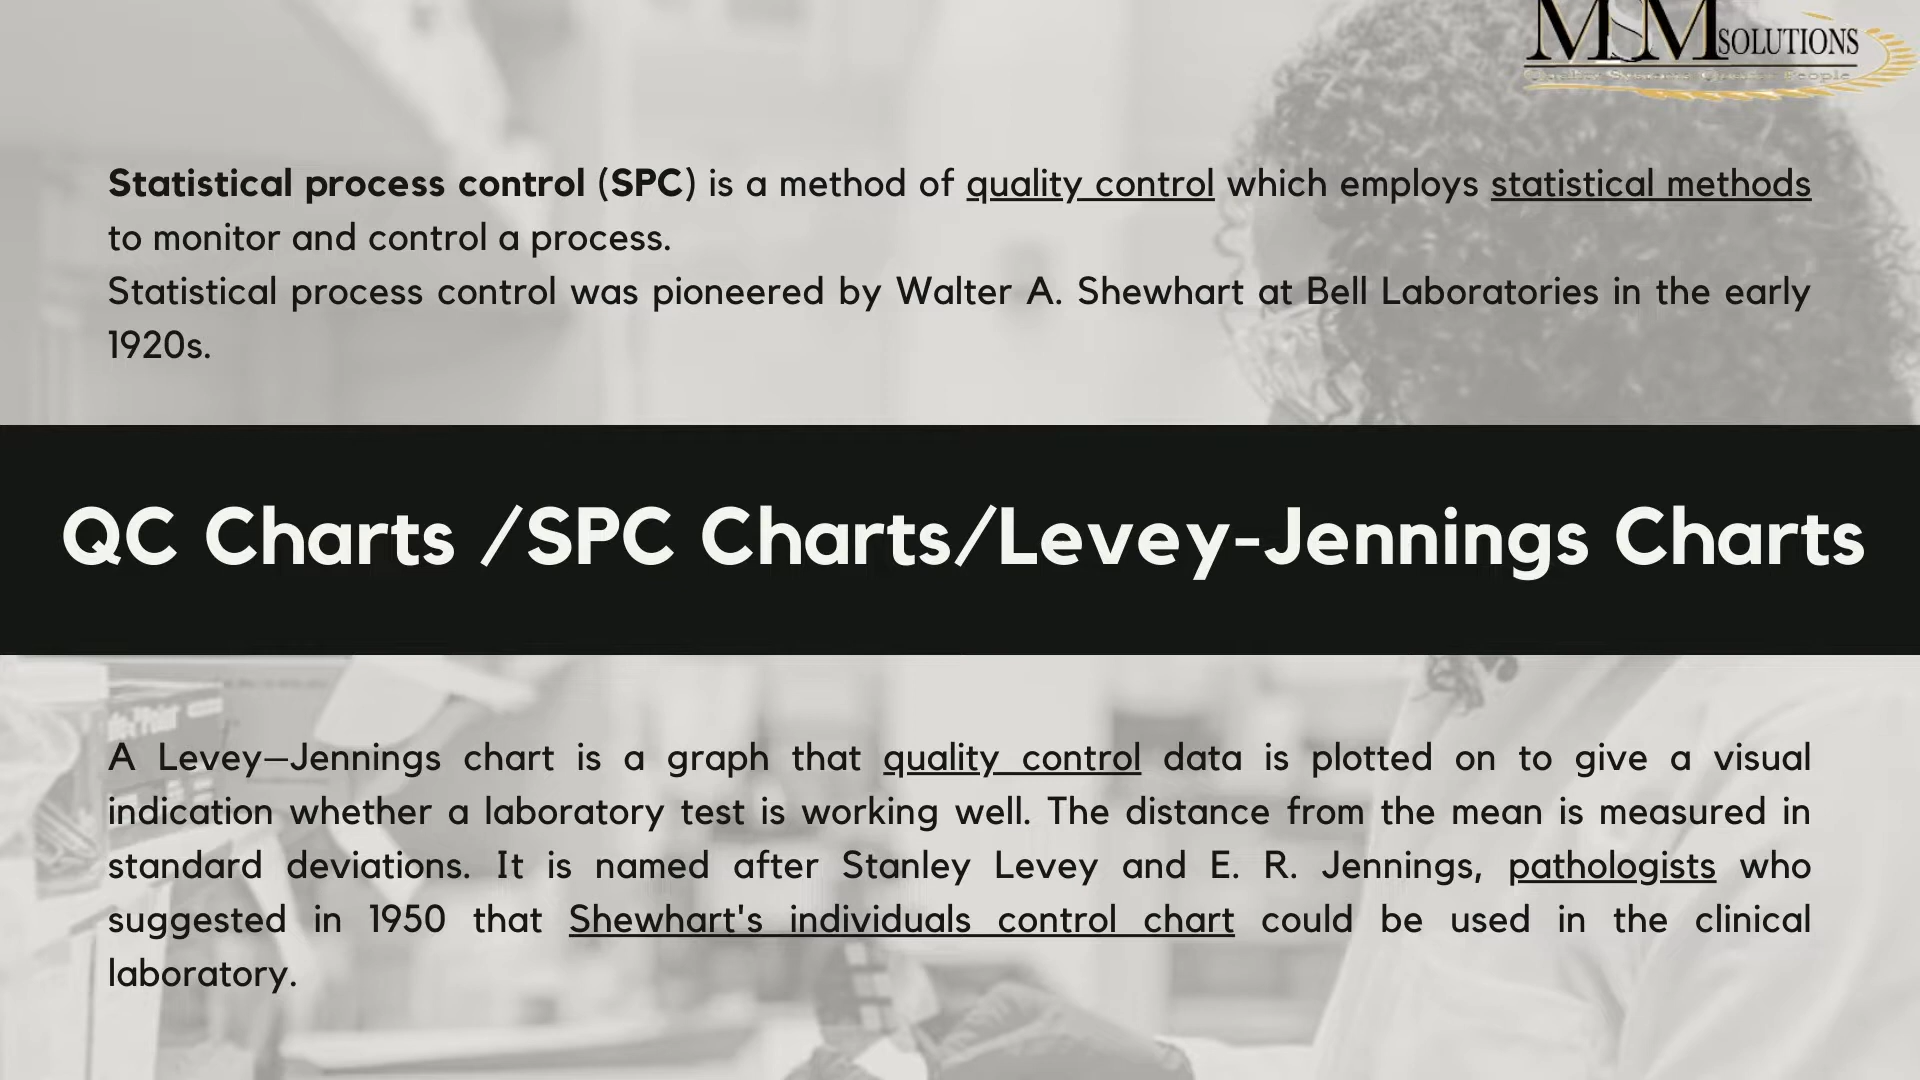 MSM SOLUTIONS
Quality Systems Quality People
Statistical process control (SPC) is a method of quality control which employs statistical methods
to monitor and control a process.
Statistical process control was pioneered by Walter A. Shewhart at Bell Laboratories in the early
1920s.
QC Charts /SPC Charts/Levey-Jennings Charts
A Levey–Jennings chart is a graph that quality control data is plotted on to give a visual
indication whether a laboratory test is working well. The distance from the mean is measured in
standard deviations. It is named after Stanley Levey and E. R. Jennings, pathologists who
suggested in 1950 that Shewhart's individuals control chart could be used in the clinical
laboratory.